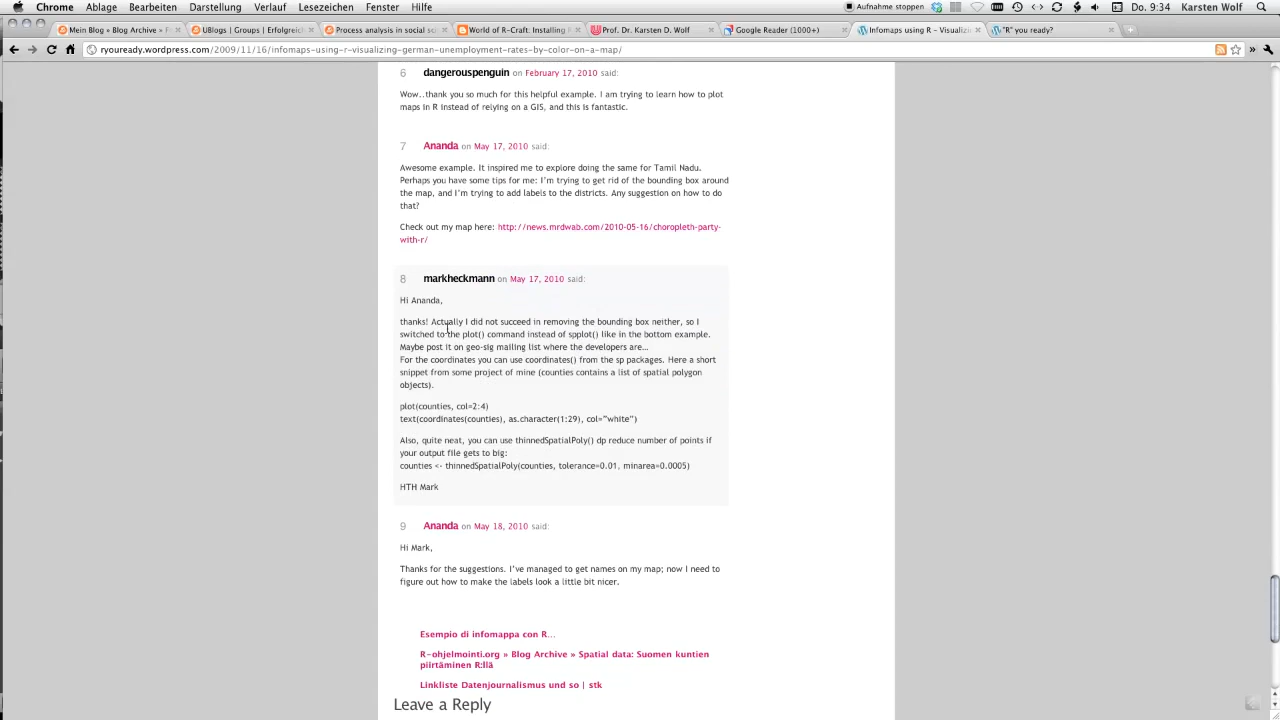 Chrome Ablage Bearbeiten Darstellung Verlauf Lesezeichen Fenster Hilfe Aufnahme stoppen Do. 9:34 Karsten Wolf
Mein Blog » Blog Archive » F UBlogs | Groups | Erfolgreich Process analysis in social sc World of R-Craft: Installing R Prof. Dr. Karsten D. Wolf Google Reader (1000+) Infomaps using R – Visualizi "R" you ready?
ryouready.wordpress.com/2009/11/16/infomaps-using-r-visualizing-german-unemployment-rates-by-color-on-a-map/
6 dangerouspenguin on February 17, 2010 said:
Wow..thank you so much for this helpful example. I am trying to learn how to plot
maps in R instead of relying on a GIS, and this is fantastic.
7 Ananda on May 17, 2010 said:
Awesome example. It inspired me to explore doing the same for Tamil Nadu.
Perhaps you have some tips for me: I'm trying to get rid of the bounding box around
the map, and I'm trying to add labels to the districts. Any suggestion on how to do
that?
Check out my map here: http://news.mrdwab.com/2010-05-16/choropleth-party-
with-r/
8 markheckmann on May 17, 2010 said:
Hi Ananda,
thanks! Actually I did not succeed in removing the bounding box neither, so I
switched to the plot() command instead of spplot() like in the bottom example.
Maybe post it on geo-sig mailing list where the developers are…
For the coordinates you can use coordinates() from the sp packages. Here a short
snippet from some project of mine (counties contains a list of spatial polygon
objects).
plot(counties, col=2:4)
text(coordinates(counties), as.character(1:29), col="white")
Also, quite neat, you can use thinnedSpatialPoly() dp reduce number of points if
your output file gets to big:
counties <- thinnedSpatialPoly(counties, tolerance=0.01, minarea=0.0005)
HTH Mark
9 Ananda on May 18, 2010 said:
Hi Mark,
Thanks for the suggestions. I've managed to get names on my map; now I need to
figure out how to make the labels look a little bit nicer.
Esempio di infomappa con R…
R-ohjelmointi.org » Blog Archive » Spatial data: Suomen kuntien
piirtäminen R:llä
Linkliste Datenjournalismus und so | stk
Leave a Reply